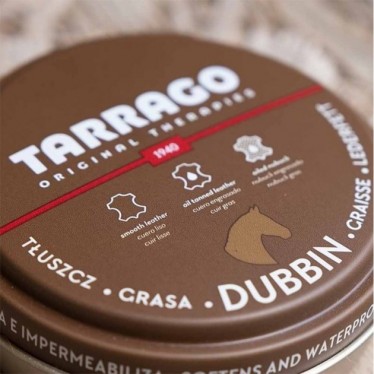 TARRAGO
ORIGINAL THERAPIES
1940
smooth leather
cuero liso
cuir lisse
oil tanned leather
cuero engrasado
cuir gras
oiled nubuck
nubuck engrasado
nubuck gras
TŁUSZCZ • GRASA • DUBBIN • GRAISSE • LEDERFETT
A E IMPERMEABILIZA
SOFTENS AND WATERPRO